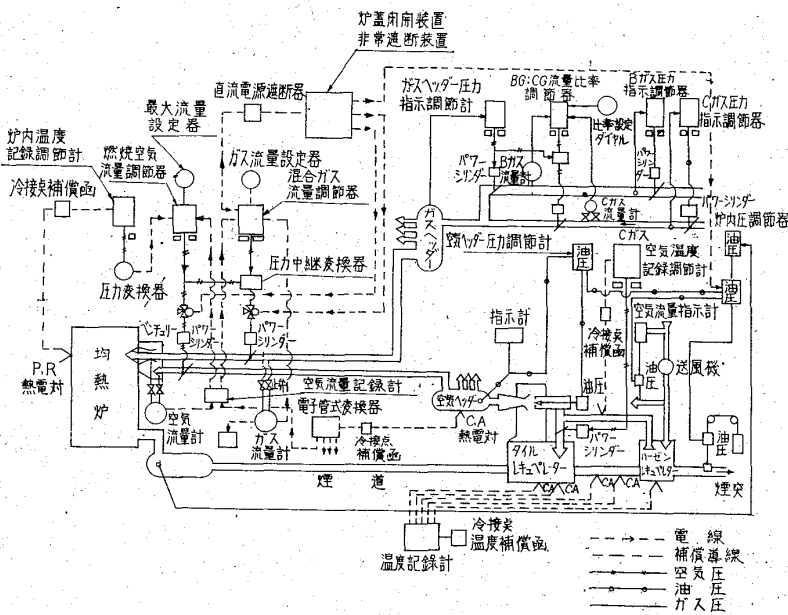 炉蓋閉開装置
非常遮断装置
直流電源遮断器
ガスヘッダー圧力
指示調節計
BG:CG流量比率
調節器
Bガス圧力
指示調節器
Cガス圧力
指示調節器
最大流量
設定器
炉内温度
記録調節計
燃焼空気
流量調節器
ガス流量設定器
混合ガス
流量調節器
比率設定
ダイヤル
パワー
シリンダー
Bガス
流量計
パワー
シリン
ダー
冷接点補償函
Cガス
流量計
パワーシリンダー
炉内圧調節器
ガスヘッダー
空気ヘッダー圧力調節計
Cガス
油圧
油圧
空気温度
記録調節計
圧力変換器
圧力中継変換器
油圧
ベンチュリー
パワー
シリンダー
パワー
シリンダー
指示計
冷接点
補償函
空気流量指示計
油圧
送風機
均熱炉
P.R
熱電対
空気
流量計
空気流量記録計
電子管式変換器
ガス
流量計
冷接点
補償函
空気ヘッダー
C.A
熱電対
油圧
パワー
シリンダー
油圧
タイル
レキュペレーター
ハーゼン
レキュペレター
煙道
煙突
CA
CA
CA
CA
冷接点
温度補償函
温度記録計
電線
補償導線
空気圧
油圧
ガス圧